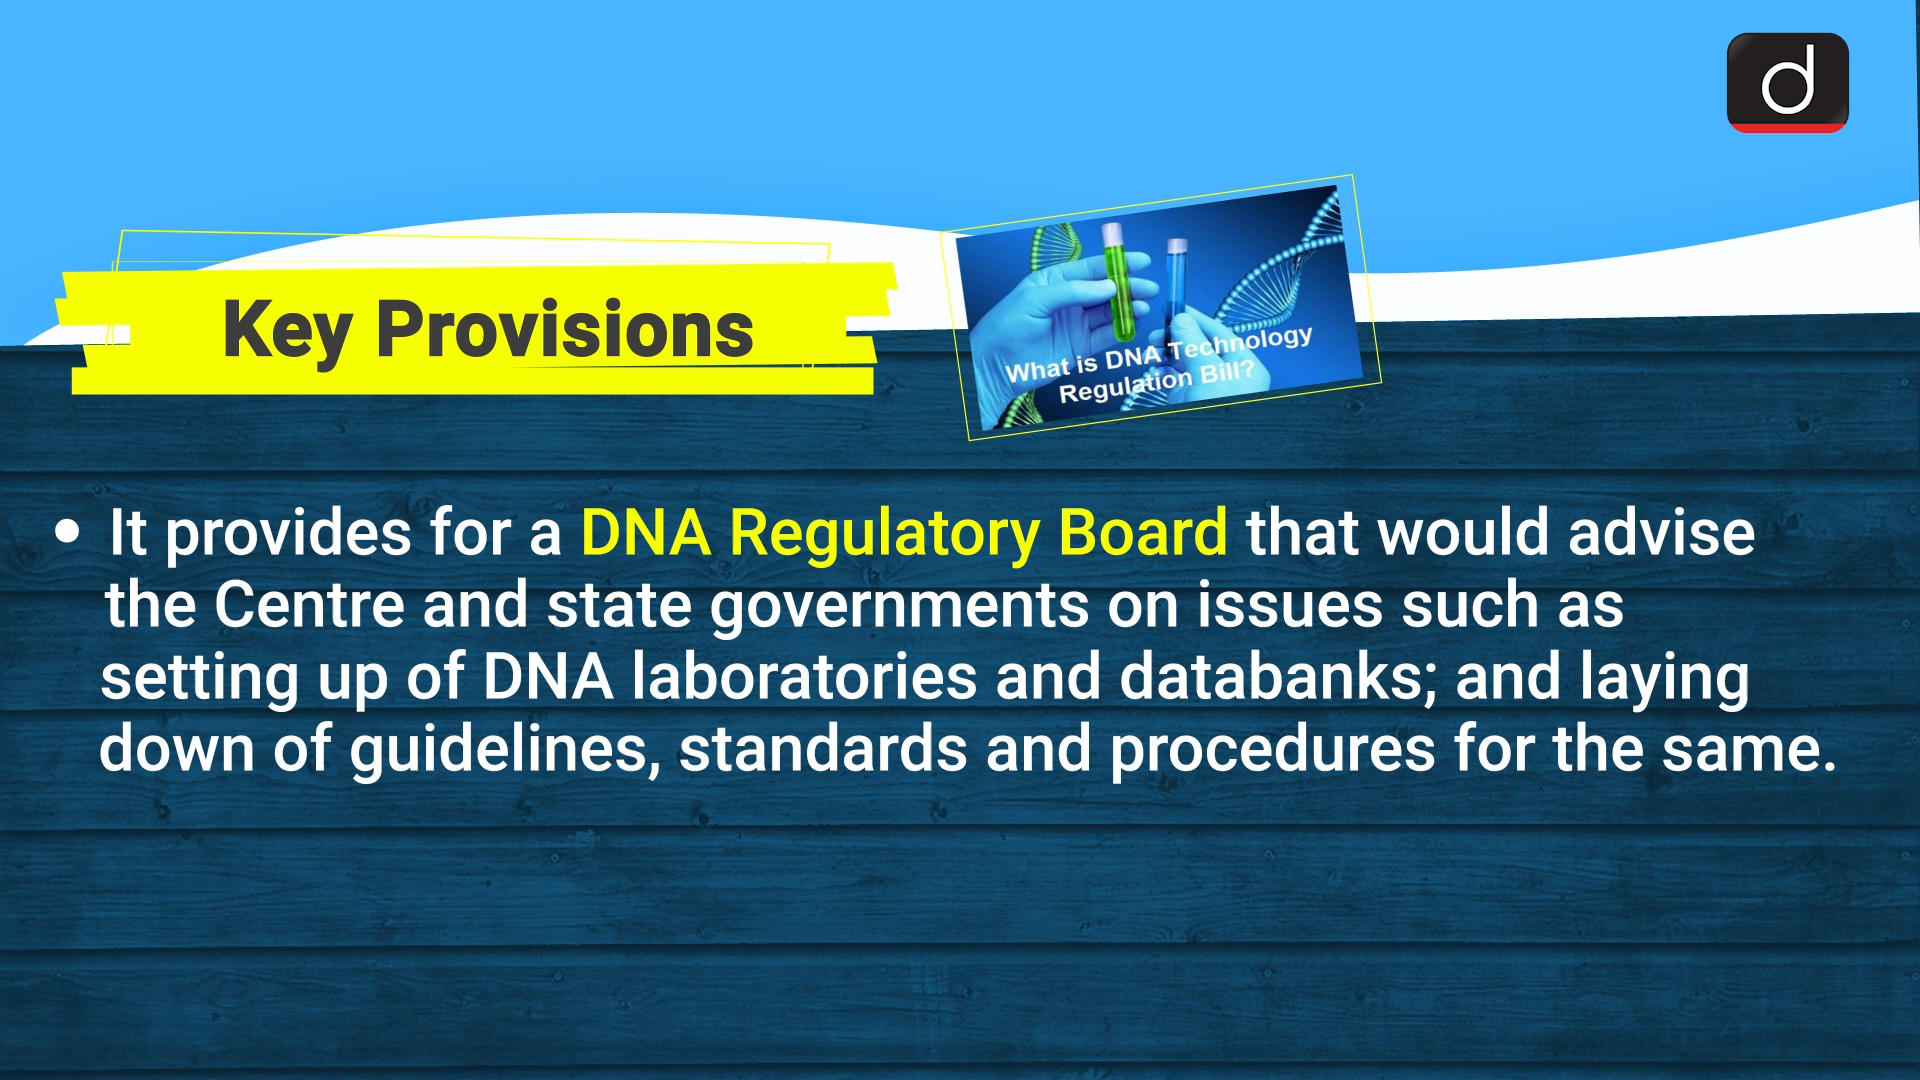 d
Key Provisions
What is DNA Technology
Regulation Bill?
• It provides for a DNA Regulatory Board that would advise
the Centre and state governments on issues such as
setting up of DNA laboratories and databanks; and laying
down of guidelines, standards and procedures for the same.